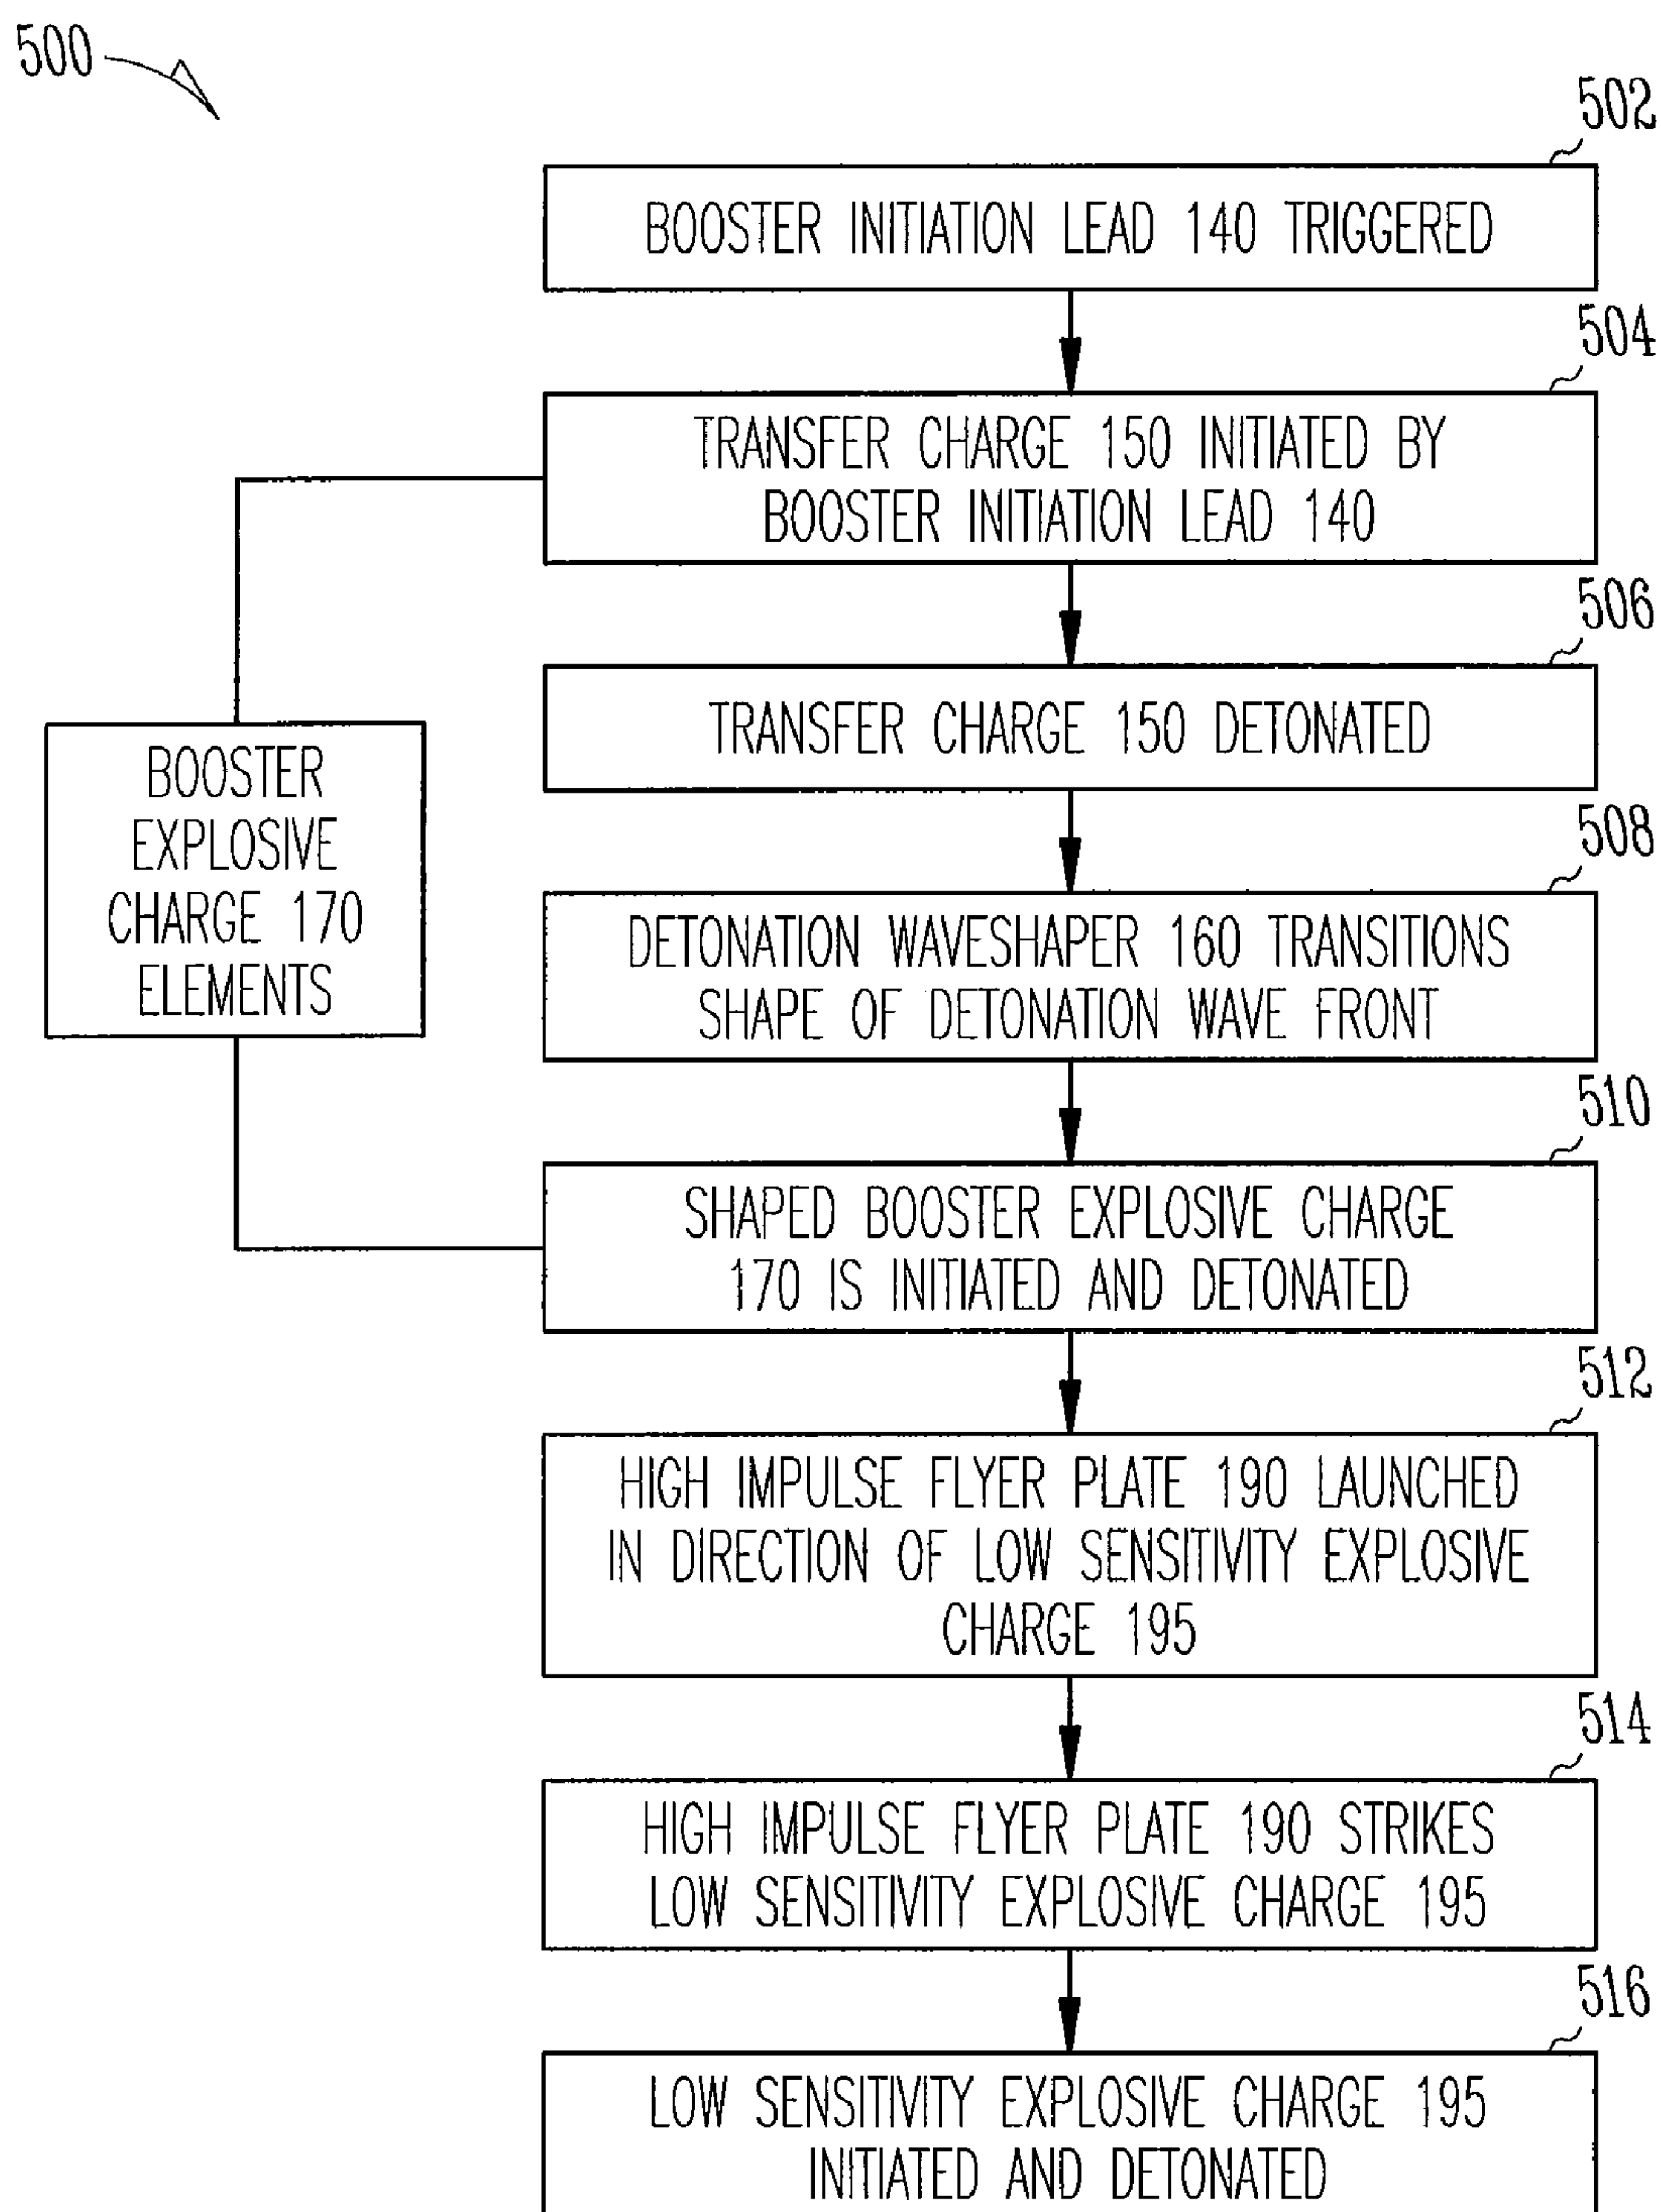 500
502
BOOSTER INITIATION LEAD 140 TRIGGERED
504
TRANSFER CHARGE 150 INITIATED BY
BOOSTER INITIATION LEAD 140
506
TRANSFER CHARGE 150 DETONATED
BOOSTER
EXPLOSIVE
CHARGE 170
ELEMENTS
508
DETONATION WAVESHAPER 160 TRANSITIONS
SHAPE OF DETONATION WAVE FRONT
510
SHAPED BOOSTER EXPLOSIVE CHARGE
170 IS INITIATED AND DETONATED
512
HIGH IMPULSE FLYER PLATE 190 LAUNCHED
IN DIRECTION OF LOW SENSITIVITY EXPLOSIVE
CHARGE 195
514
HIGH IMPULSE FLYER PLATE 190 STRIKES
LOW SENSITIVITY EXPLOSIVE CHARGE 195
516
LOW SENSITIVITY EXPLOSIVE CHARGE 195
INITIATED AND DETONATED